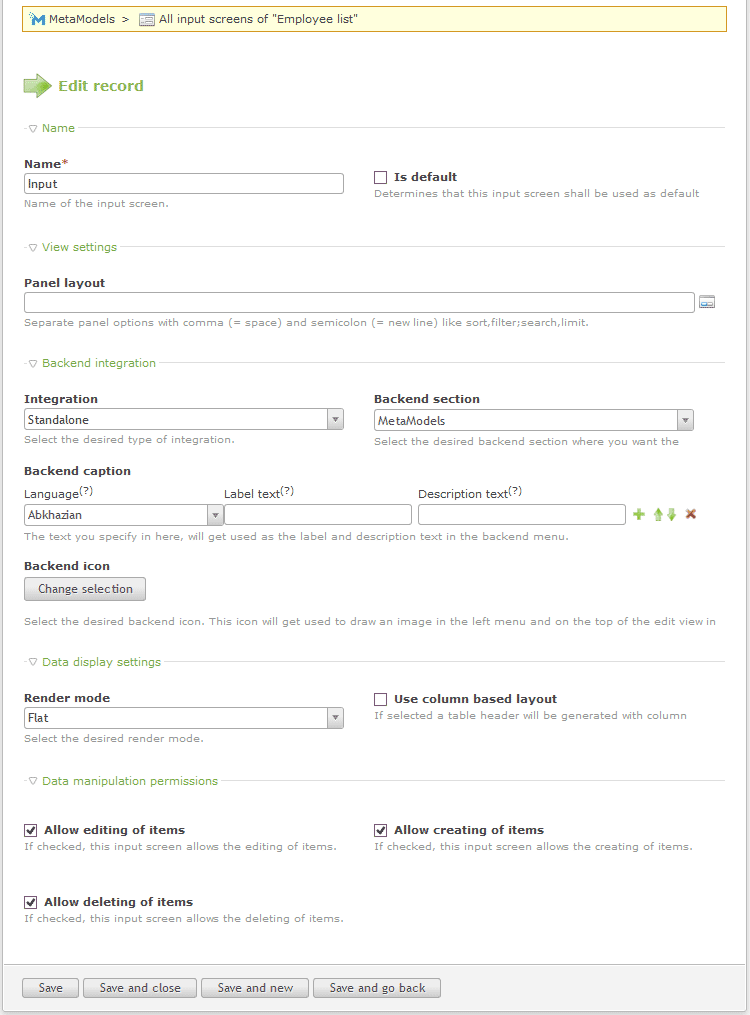 MetaModels > All input screens of "Employee list"
Edit record
Name
Name*
Input
Name of the input screen.
Is default
Determines that this input screen shall be used as default
View settings
Panel layout
Separate panel options with comma (= space) and semicolon (= new line) like sort,filter;search,limit.
Backend integration
Integration
Standalone
Select the desired type of integration.
Backend section
MetaModels
Select the desired backend section where you want the
Backend caption
Language(?) Label text(?) Description text(?)
Abkhazian
The text you specify in here, will get used as the label and description text in the backend menu.
Backend icon
Change selection
Select the desired backend icon. This icon will get used to draw an image in the left menu and on the top of the edit view in
Data display settings
Render mode
Flat
Select the desired render mode.
Use column based layout
If selected a table header will be generated with column
Data manipulation permissions
Allow editing of items
If checked, this input screen allows the editing of items.
Allow creating of items
If checked, this input screen allows the creating of items.
Allow deleting of items
If checked, this input screen allows the deleting of items.
Save Save and close Save and new Save and go back